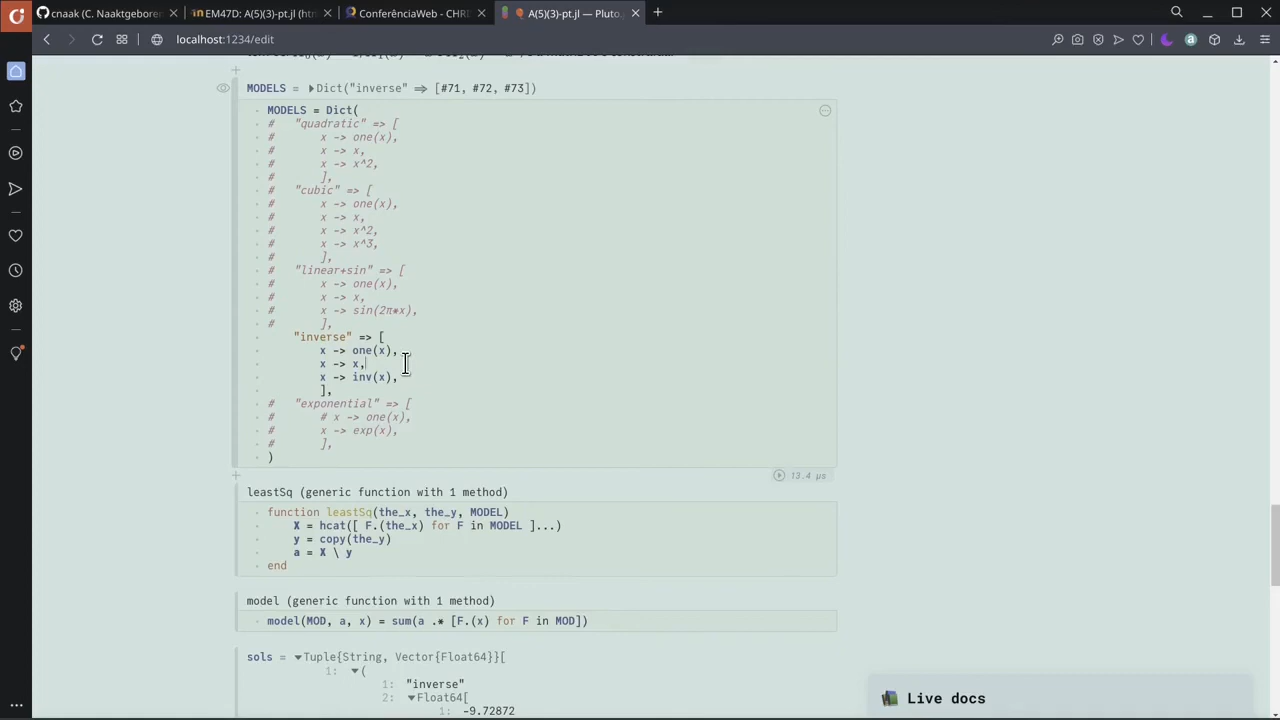 cnaak (C. Naaktgeboren
EM47D: A(5)(3)-pt.jl (ht
ConferênciaWeb - CHRI
A(5)(3)-pt.jl — Pluto.
localhost:1234/edit
MODELS = Dict("inverse" => [#71, #72, #73])
MODELS = Dict(
# "quadratic" => [
# x -> one(x),
# x -> x,
# x -> x^2,
# ],
# "cubic" => [
# x -> one(x),
# x -> x,
# x -> x^2,
# x -> x^3,
# ],
# "linear+sin" => [
# x -> one(x),
# x -> x,
# x -> sin(2π*x),
# ],
"inverse" => [
x -> one(x),
x -> x,
x -> inv(x),
],
# "exponential" => [
# # x -> one(x),
# x -> exp(x),
# ],
)
13.4 μs
leastSq (generic function with 1 method)
function leastSq(the_x, the_y, MODEL)
X = hcat([ F.(the_x) for F in MODEL ]...)
y = copy(the_y)
a = X \ y
end
model (generic function with 1 method)
model(MOD, a, x) = sum(a .* [F.(x) for F in MOD])
sols = Tuple{String, Vector{Float64}}[
1: (
1: "inverse"
2: Float64[
1: -9.72872
Live docs